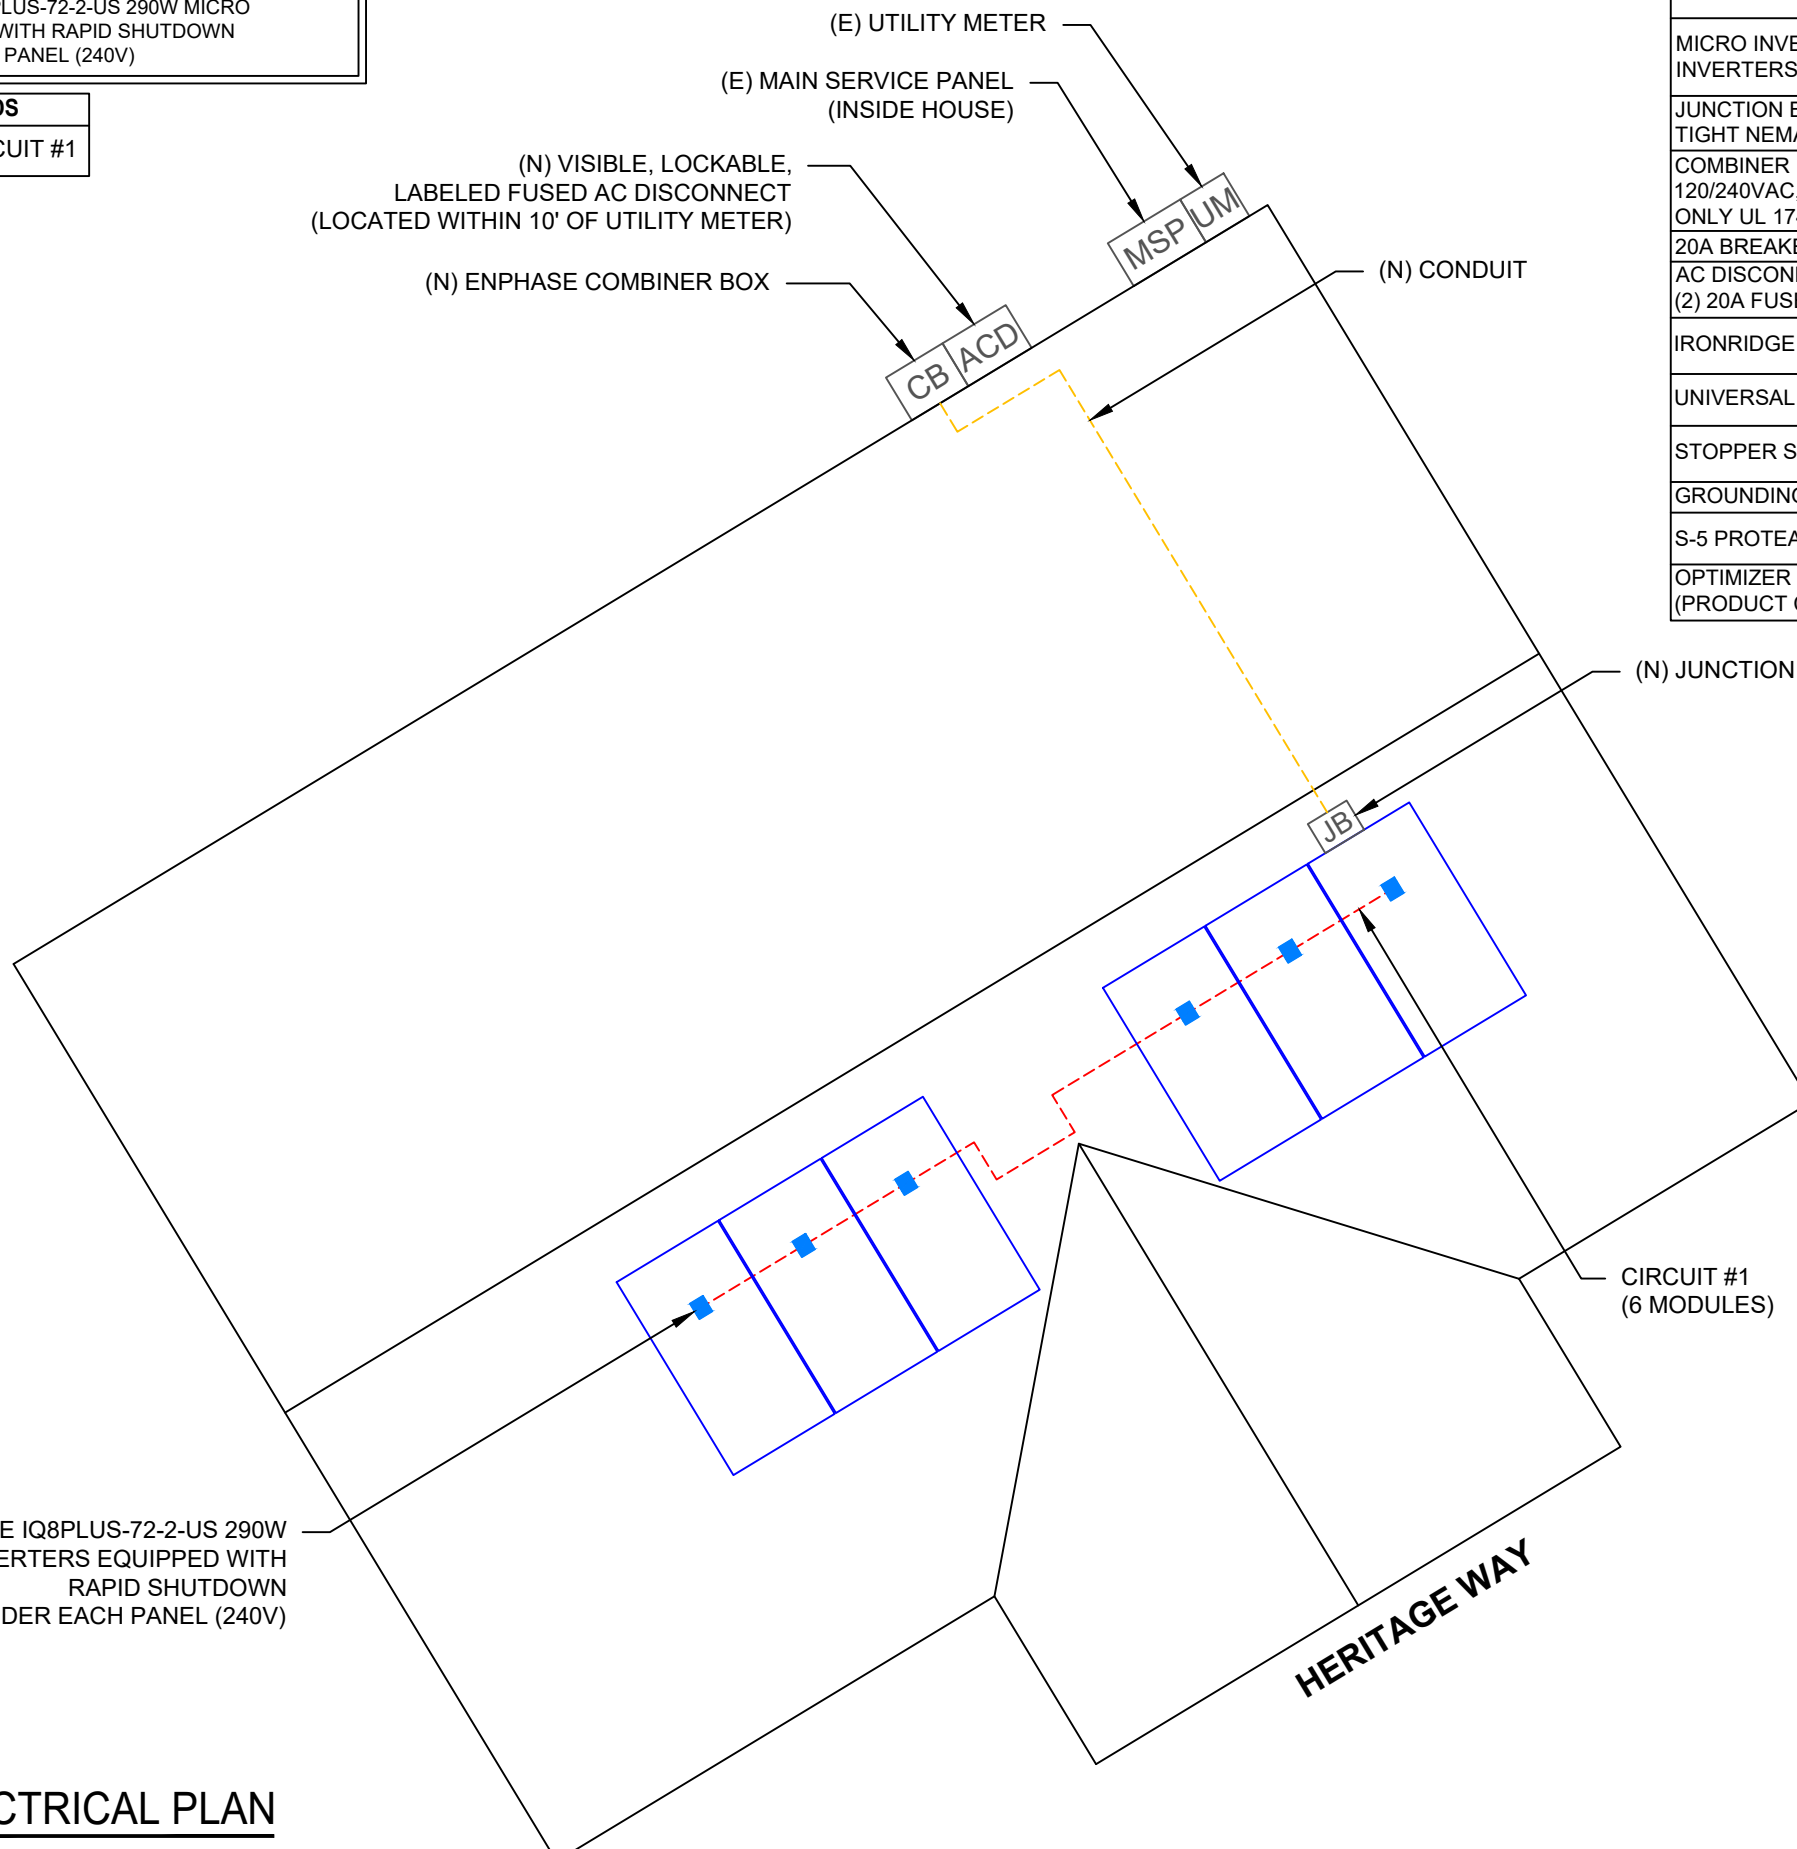 PLUS-72-2-US 290W MICRO
WITH RAPID SHUTDOWN
PANEL (240V)
CUIT #1
(E) UTILITY METER
(E) MAIN SERVICE PANEL
(INSIDE HOUSE)
(N) VISIBLE, LOCKABLE,
LABELED FUSED AC DISCONNECT
(LOCATED WITHIN 10' OF UTILITY METER)
(N) ENPHASE COMBINER BOX
MSP
UM
CB
ACD
(N) CONDUIT
MICRO INVE
INVERTERS
JUNCTION B
TIGHT NEMA
COMBINER
120/240VAC,
ONLY UL 174
20A BREAKE
AC DISCONN
(2) 20A FUSE
IRONRIDGE
UNIVERSAL
STOPPER S
GROUNDING
S-5 PROTEA
OPTIMIZER
(PRODUCT
(N) JUNCTION
JB
CIRCUIT #1
(6 MODULES)
E IQ8PLUS-72-2-US 290W
ERTERS EQUIPPED WITH
RAPID SHUTDOWN
DER EACH PANEL (240V)
HERITAGE WAY
CTRICAL PLAN